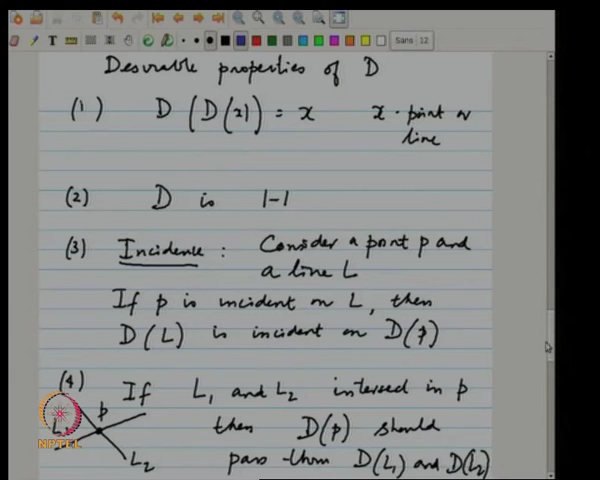 Sans 12
Desirable properties of D
(1) D (D(x)) = x x - point or
line
(2) D is 1-1
(3) Incidence : Consider a point p and
a line L
If p is incident on L, then
D(L) is incident on D(p)
(4) If L1 and L2 intersect in p
then D(p) should
pass thru D(L1) and D(L2)
p
L1
L2
NPTEL